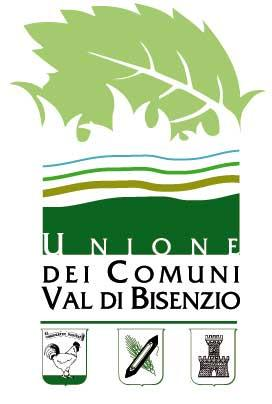 UNIONE
DEI COMUNI
VAL DI BISENZIO